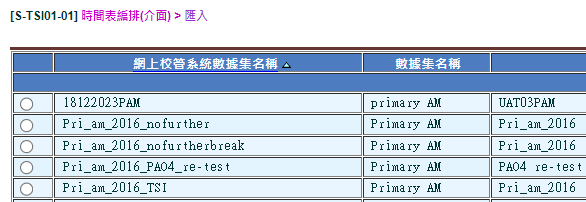 [S-TSI01-01] 時間表編排(介面) > 匯入
網上校管系統數據集名稱 數據集名稱
18122023PAM primary AM UAT03PAM
Pri_am_2016_nofurther Primary AM Pri_am_2016
Pri_am_2016_nofurtherbreak Primary AM Pri_am_2016
Pri_am_2016_PA04_re-test Primary AM PA04 re-test
Pri_am_2016_TSI Primary AM Pri_am_2016